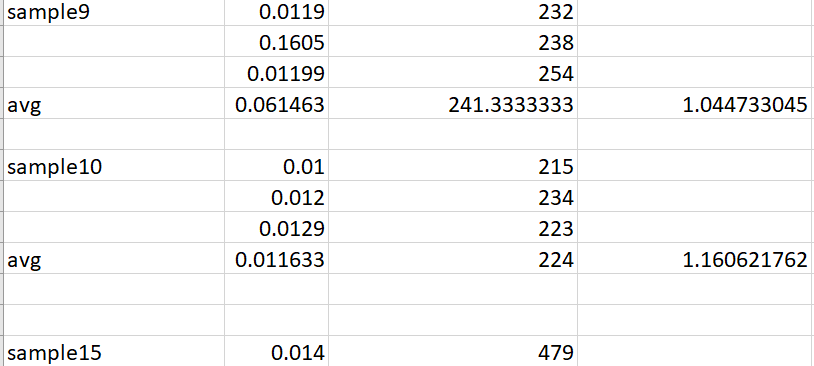 sample9 0.0119 232
0.1605 238
0.01199 254
avg 0.061463 241.3333333 1.044733045
sample10 0.01 215
0.012 234
0.0129 223
avg 0.011633 224 1.160621762
sample15 0.014 479